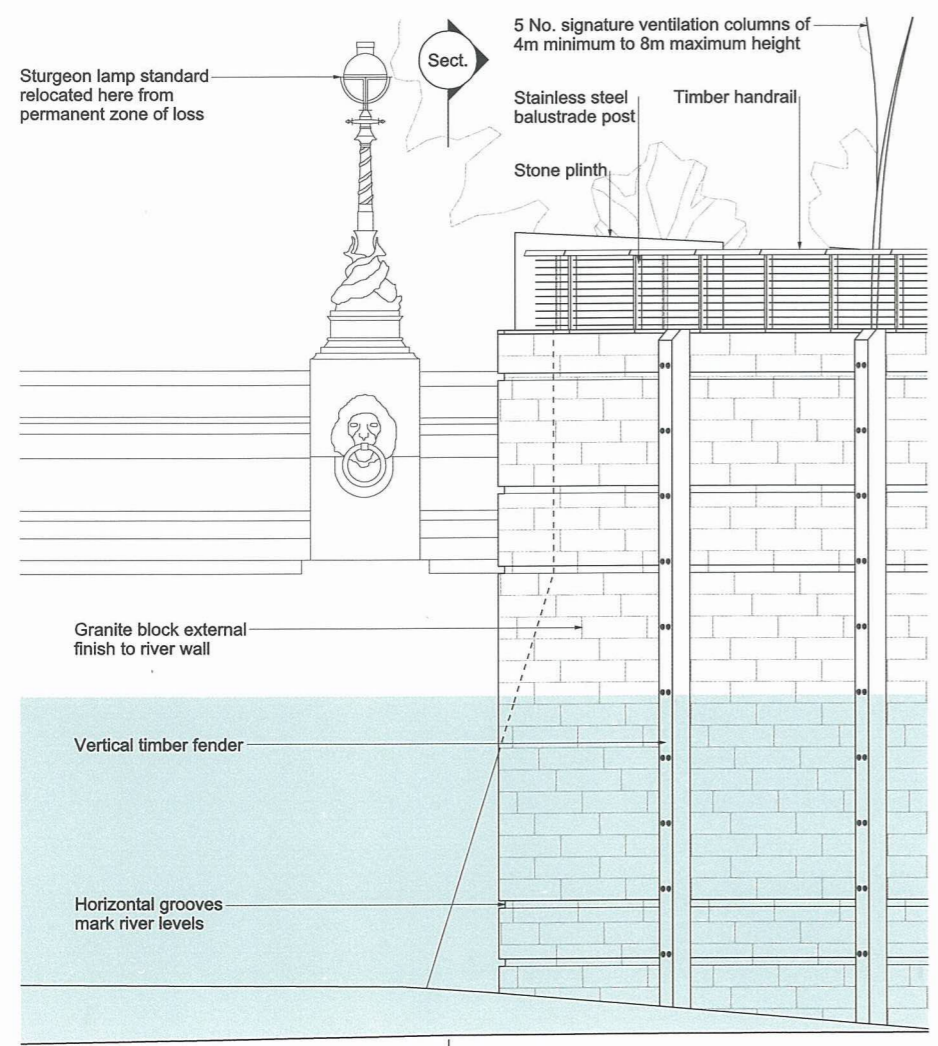 5 No. signature ventilation columns of
4m minimum to 8m maximum height
Sect.
Sturgeon lamp standard
relocated here from
permanent zone of loss
Stainless steel
balustrade post
Timber handrail
Stone plinth
Granite block external
finish to river wall
Vertical timber fender
Horizontal grooves
mark river levels